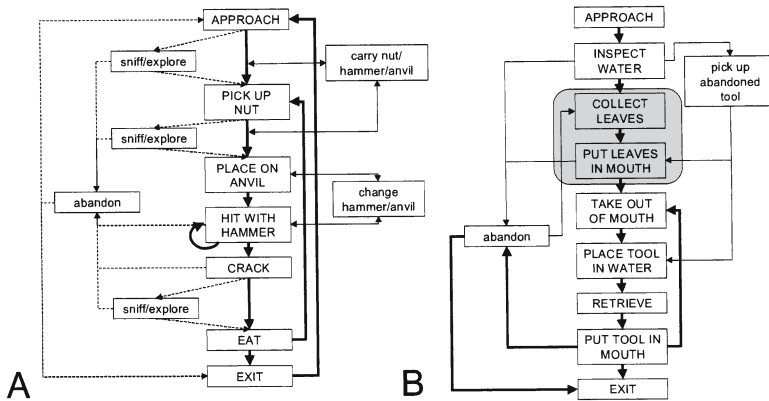 APPROACH
sniff/explore
carry nut/
hammer/anvil
PICK UP
NUT
sniff/explore
PLACE ON
ANVIL
change
hammer/anvil
abandon
HIT WITH
HAMMER
CRACK
sniff/explore
EAT
EXIT
A
APPROACH
INSPECT
WATER
pick up
abandoned
tool
COLLECT
LEAVES
PUT LEAVES
IN MOUTH
TAKE OUT
OF MOUTH
abandon
PLACE TOOL
IN WATER
RETRIEVE
PUT TOOL IN
MOUTH
EXIT
B